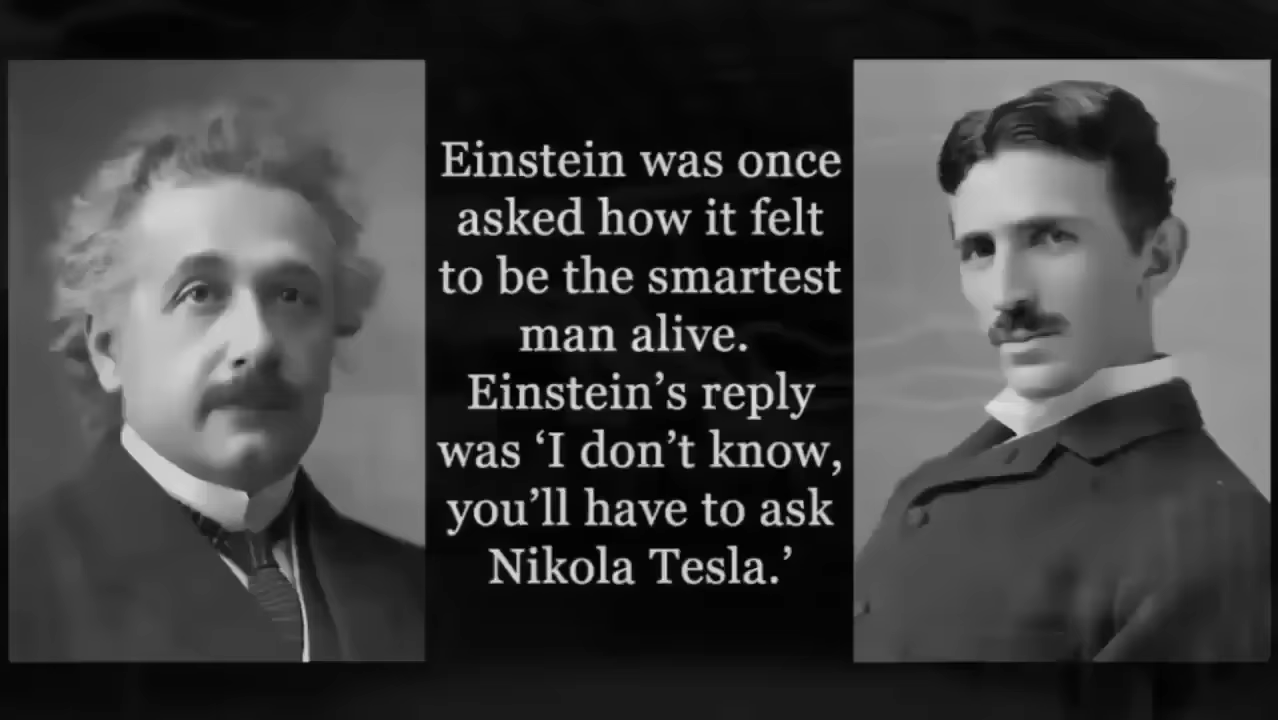 Einstein was once
asked how it felt
to be the smartest
man alive.
Einstein’s reply
was ‘I don’t know,
you’ll have to ask
Nikola Tesla.’